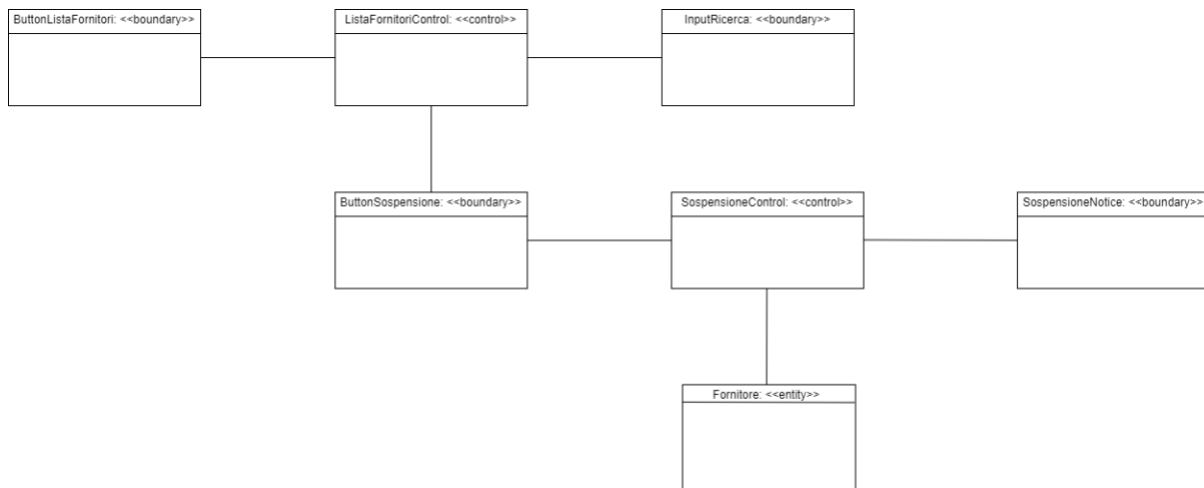 ButtonListaFornitori: <<boundary>>
ListaFornitoriControl: <<control>>
InputRicerca: <<boundary>>
ButtonSospensione: <<boundary>>
SospensioneControl: <<control>>
SospensioneNotice: <<boundary>>
Fornitore: <<entity>>